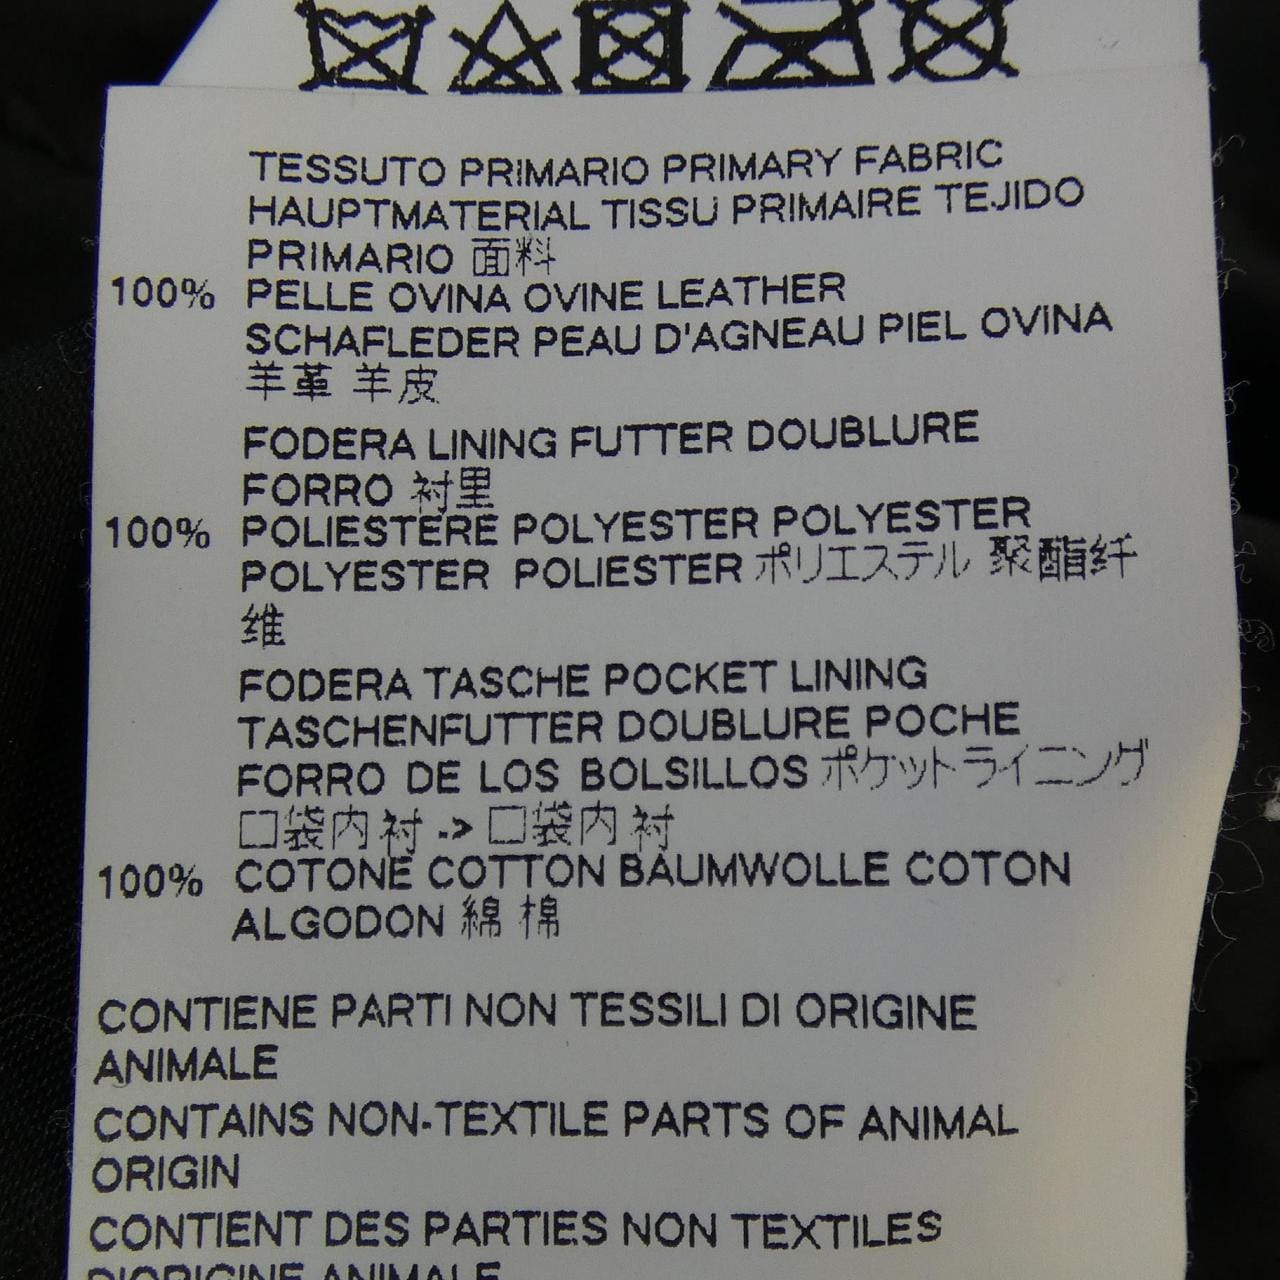 TESSUTO PRIMARIO PRIMARY FABRIC
HAUPTMATERIAL TISSU PRIMAIRE TEJIDO
PRIMARIO 面料
100% PELLE OVINA OVINE LEATHER
SCHAFLEDER PEAU D'AGNEAU PIEL OVINA
羊革 羊皮
FODERA LINING FUTTER DOUBLURE
FORRO 衬里
100% POLIESTERE POLYESTER POLYESTER
POLYESTER POLIESTER ポリエステル 聚酯纤
维
FODERA TASCHE POCKET LINING
TASCHENFUTTER DOUBLURE POCHE
FORRO DE LOS BOLSILLOS ポケットライニング
口袋内衬 -> 口袋内衬
100% COTONE COTTON BAUMWOLLE COTON
ALGODON 綿 棉
CONTIENE PARTI NON TESSILI DI ORIGINE
ANIMALE
CONTAINS NON-TEXTILE PARTS OF ANIMAL
ORIGIN
CONTIENT DES PARTIES NON TEXTILES
D'ORIGINE ANIMALE